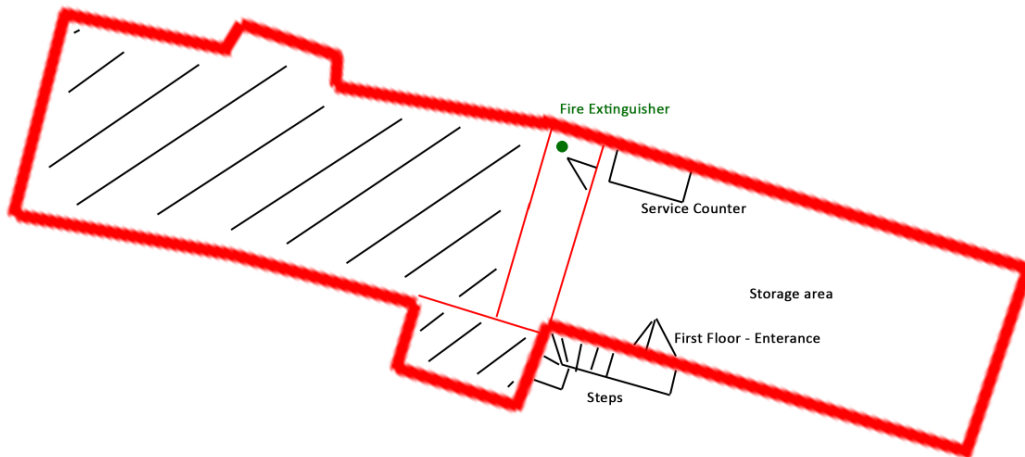 Fire Extinguisher
Service Counter
Storage area
First Floor - Enterance
Steps